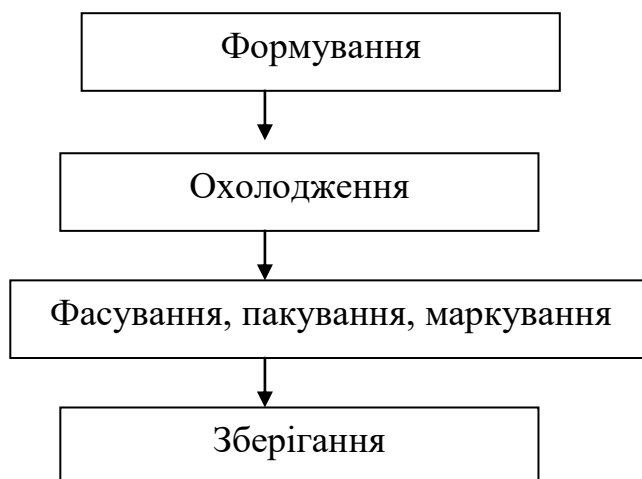 Формування
Охолодження
Фасування, пакування, маркування
Зберігання